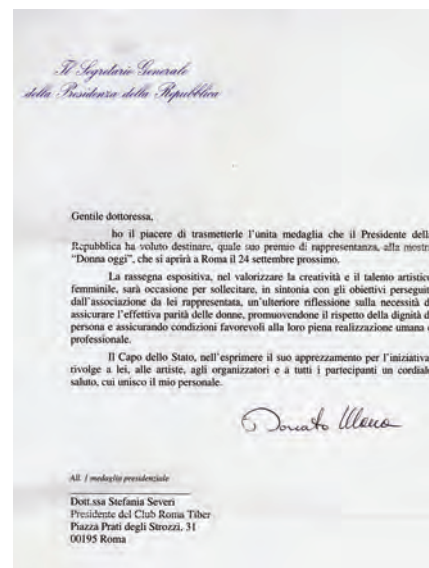 Il Segretario Generale
della Presidenza della Repubblica
Gentile dottoressa,
ho il piacere di trasmetterle l'unita medaglia che il Presidente dell
Repubblica ha voluto destinare, quale suo premio di rappresentanza, alla mostr
"Donna oggi", che si aprirà a Roma il 24 settembre prossimo.
La rassegna espositiva, nel valorizzare la creatività e il talento artistic
femminile, sarà occasione per sollecitare, in sintonia con gli obiettivi perseguit
dall'associazione da lei rappresentata, un'ulteriore riflessione sulla necessità d
assicurare l'effettiva parità delle donne, promuovendone il rispetto della dignità d
persona e assicurando condizioni favorevoli alla loro piena realizzazione umana
professionale.
Il Capo dello Stato, nell'esprimere il suo apprezzamento per l'iniziativa
rivolge a lei, alle artiste, agli organizzatori e a tutti i partecipanti un cordial
saluto, cui unisco il mio personale.
Donato
All. 1 medaglia presidenziale
Dott.ssa Stefania Severi
Presidente del Club Roma Tiber
Piazza Prati degli Strozzi, 31
00195 Roma